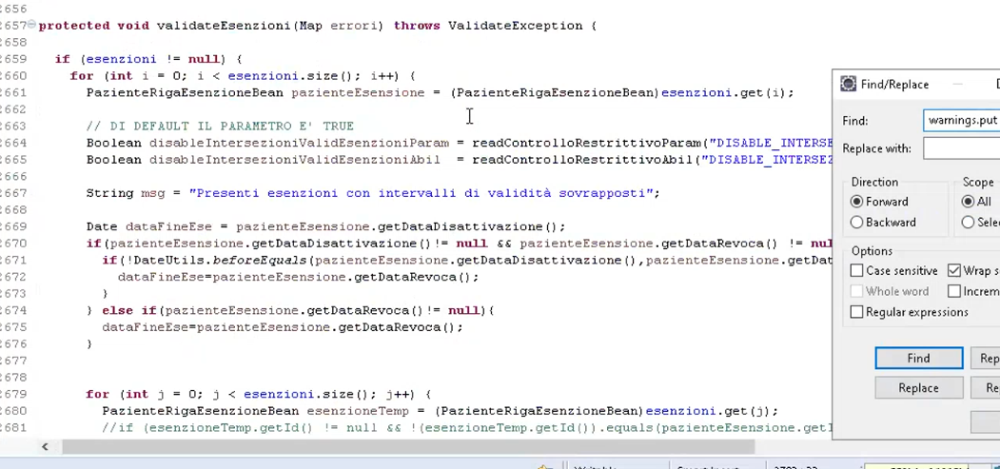 2656
2657 protected void validateEsenzioni(Map errori) throws ValidateException {
2658
2659 if (esenzioni != null) {
2660 for (int i = 0; i < esenzioni.size(); i++) {
2661 PazienteRigaEsenzioneBean pazienteEsensione = (PazienteRigaEsenzioneBean)esenzioni.get(i);
2662
2663 // DI DEFAULT IL PARAMETRO E' TRUE
2664 Boolean disableIntersezioniValidEsenzioniParam = readControlloRestrittivoParam("DISABLE_INTERSE
2665 Boolean disableIntersezioniValidEsenzioniAbil = readControlloRestrittivoAbil("DISABLE_INTERSEZ
2666
2667 String msg = "Presenti esenzioni con intervalli di validità sovrapposti";
2668
2669 Date dataFineEse = pazienteEsensione.getDataDisattivazione();
2670 if(pazienteEsensione.getDataDisattivazione()!= null && pazienteEsensione.getDataRevoca() != nul
2671 if(!DateUtils.beforeEquals(pazienteEsensione.getDataDisattivazione(),pazienteEsensione.getDat
2672 dataFineEse=pazienteEsensione.getDataRevoca();
2673 }
2674 } else if(pazienteEsensione.getDataRevoca()!= null){
2675 dataFineEse=pazienteEsensione.getDataRevoca();
2676 }
2677
2678
2679 for (int j = 0; j < esenzioni.size(); j++) {
2680 PazienteRigaEsenzioneBean esenzioneTemp = (PazienteRigaEsenzioneBean)esenzioni.get(j);
2681 //if (esenzioneTemp.getId() != null && !(esenzioneTemp.getId()).equals(pazienteEsensione.getI
Find/Replace
Find: warnings.put
Replace with:
Direction Scope
Forward All
Backward Selec
Options
Case sensitive Wrap s
Whole word Increm
Regular expressions
Find Rep
Replace Re